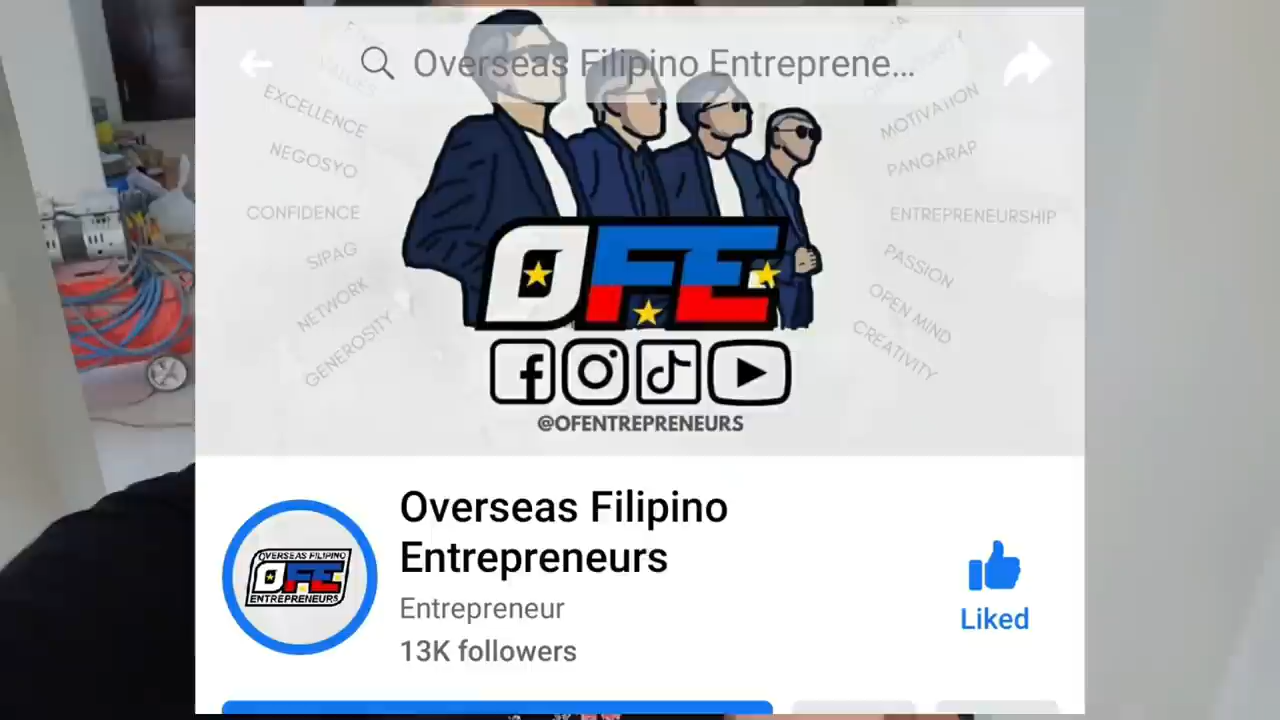 Overseas Filipino Entreprene...
VALUES
EXCELLENCE
NEGOSYO
CONFIDENCE
SIPAG
NETWORK
GENEROSITY
MOTIVATION
PANGARAP
ENTREPRENEURSHIP
PASSION
OPEN MIND
CREATIVITY
OFE
@OFENTREPRENEURS
OVERSEAS FILIPINO
OFE
ENTREPRENEURS
Overseas Filipino
Entrepreneurs
Entrepreneur
13K followers
Liked